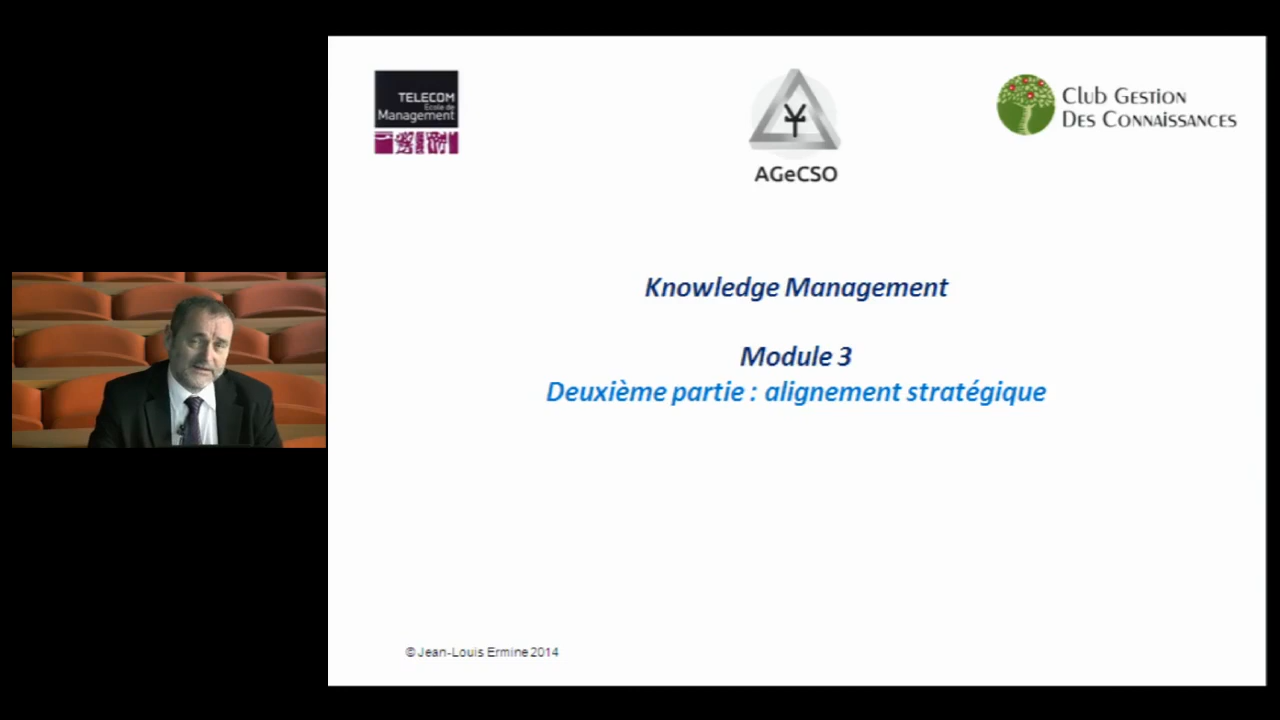 TELECOM
Ecole de
Management
AGeCSO
Club Gestion
Des Connaissances
Knowledge Management
Module 3
Deuxième partie : alignement stratégique
© Jean-Louis Ermine 2014